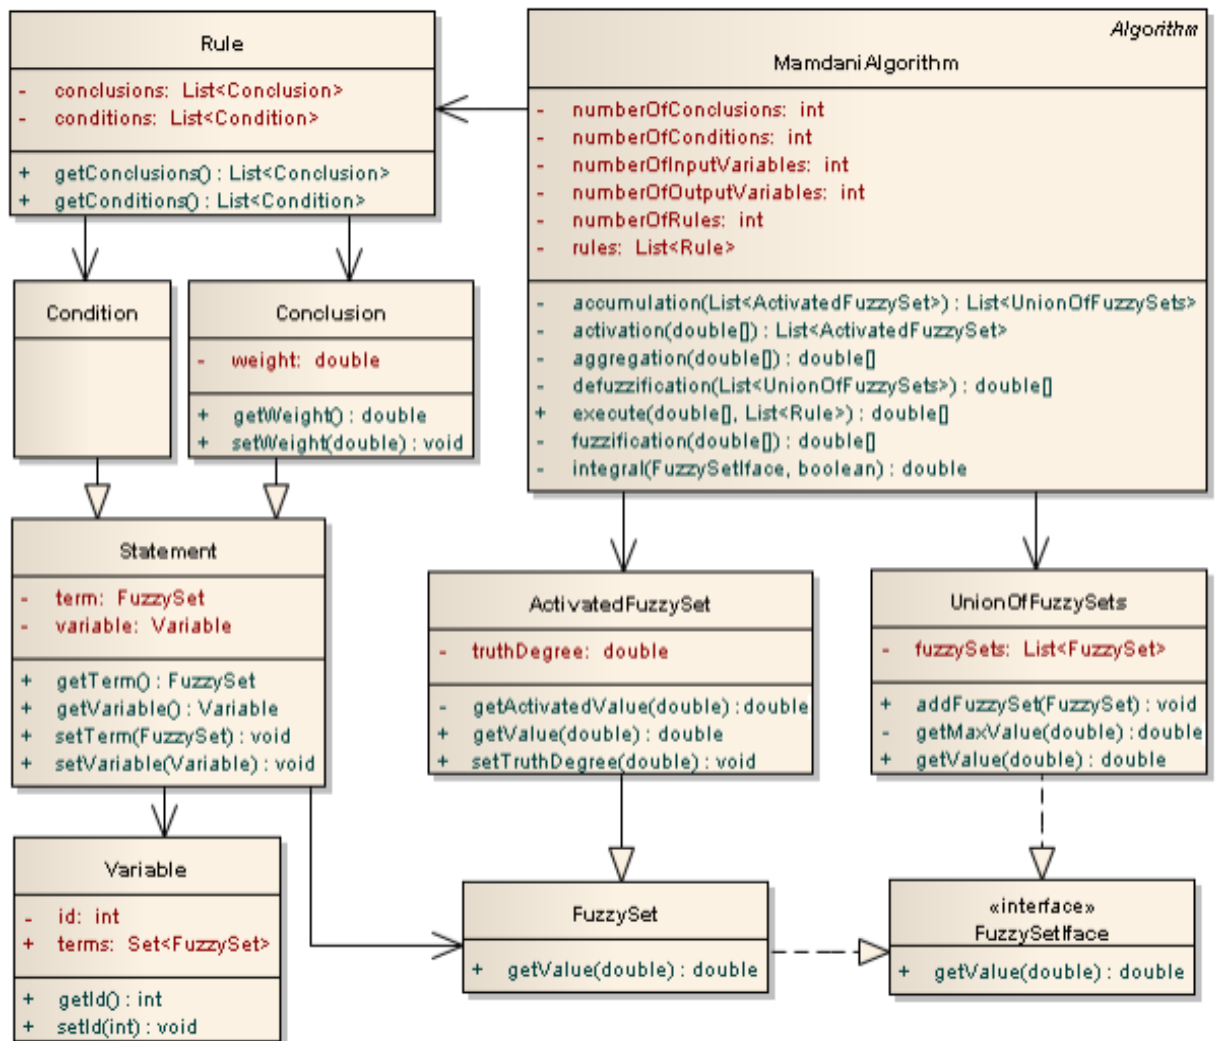 Rule
- conclusions: List<Conclusion>
- conditions: List<Condition>
+ getConclusions() : List<Conclusion>
+ getConditions() : List<Condition>
Algorithm
MamdaniAlgorithm
- numberOfConclusions: int
- numberOfConditions: int
- numberOfInputVariables: int
- numberOfOutputVariables: int
- numberOfRules: int
- rules: List<Rule>
- accumulation(List<ActivatedFuzzySet>) : List<UnionOfFuzzySets>
- activation(double[]) : List<ActivatedFuzzySet>
- aggregation(double[]) : double[]
- defuzzification(List<UnionOfFuzzySets>) : double[]
+ execute(double[], List<Rule>) : double[]
- fuzzification(double[]) : double[]
- integral(FuzzySetIface, boolean) : double
Condition
Conclusion
- weight: double
+ getWeight() : double
+ setWeight(double) : void
Statement
- term: FuzzySet
- variable: Variable
+ getTerm() : FuzzySet
+ getVariable() : Variable
+ setTerm(FuzzySet) : void
+ setVariable(Variable) : void
ActivatedFuzzySet
- truthDegree: double
- getActivatedValue(double) : double
+ getValue(double) : double
+ setTruthDegree(double) : void
UnionOfFuzzySets
- fuzzySets: List<FuzzySet>
+ addFuzzySet(FuzzySet) : void
- getMaxValue(double) : double
+ getValue(double) : double
Variable
- id: int
+ terms: Set<FuzzySet>
+ getId() : int
+ setId(int) : void
FuzzySet
+ getValue(double) : double
«interface»
FuzzySetIface
+ getValue(double) : double